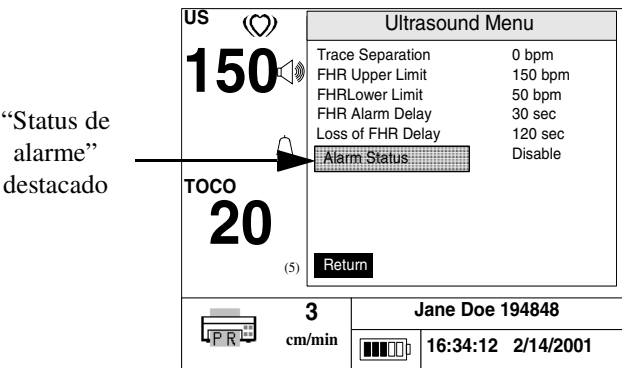 US
Ultrasound Menu
150
Trace Separation 0 bpm
FHR Upper Limit 150 bpm
FHRLower Limit 50 bpm
FHR Alarm Delay 30 sec
Loss of FHR Delay 120 sec
Alarm Status Disable
“Status de
alarme”
destacado
TOCO
20
(5)
Return
PR
3
cm/min
Jane Doe 194848
16:34:12 2/14/2001